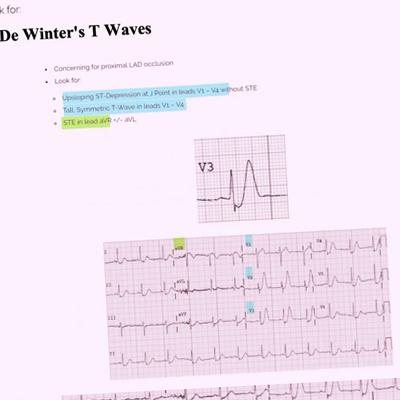 k for:
De Winter's T Waves
Concerning for proximal LAD occlusion
Look for:
Upsloping ST-Depression at J Point in leads V1 – V4 without STE
Tall, Symmetric T-Wave in leads V1 – V4
STE in lead aVR +/- aVL
V3
I aVR V1 V4
II aVL V2 V5
III aVF V3 V6
II